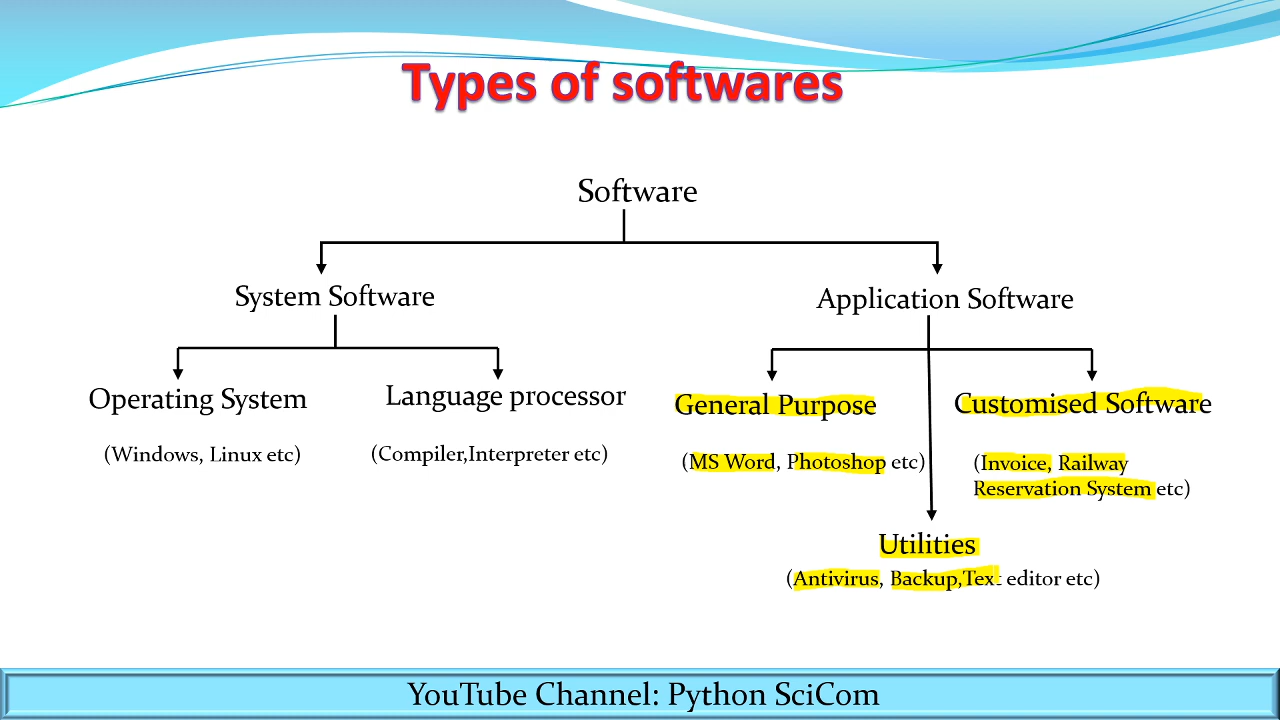 Types of softwares
Software
System Software
Application Software
Operating System
Language processor
General Purpose
Customised Software
(Windows, Linux etc)
(Compiler,Interpreter etc)
(MS Word, Photoshop etc)
(Invoice, Railway
Reservation System etc)
Utilities
(Antivirus, Backup,Text editor etc)
YouTube Channel: Python SciCom